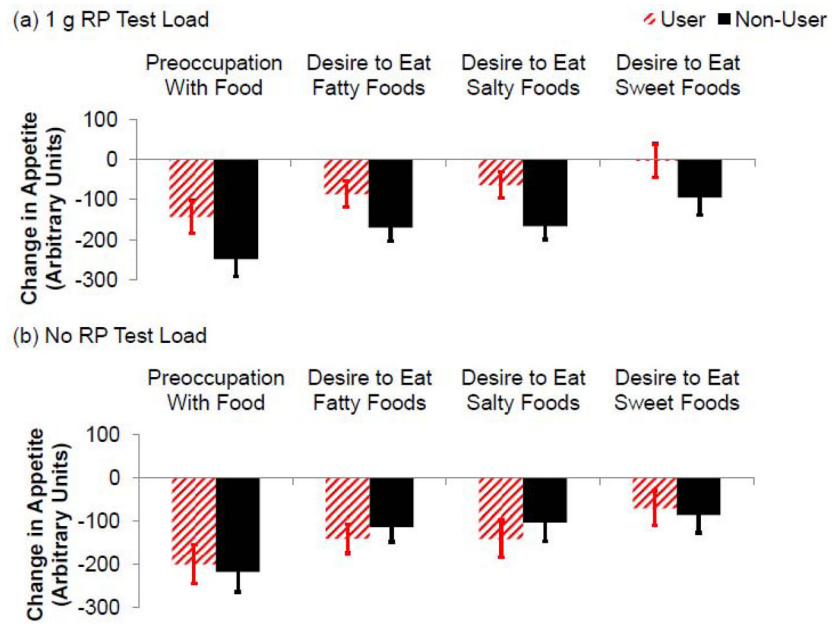 (a) 1 g RP Test Load
User Non-User
Preoccupation With Food
Desire to Eat Fatty Foods
Desire to Eat Salty Foods
Desire to Eat Sweet Foods
Change in Appetite
(Arbitrary Units)
100
0
-100
-200
-300
(b) No RP Test Load
Preoccupation With Food
Desire to Eat Fatty Foods
Desire to Eat Salty Foods
Desire to Eat Sweet Foods
Change in Appetite
(Arbitrary Units)
100
0
-100
-200
-300